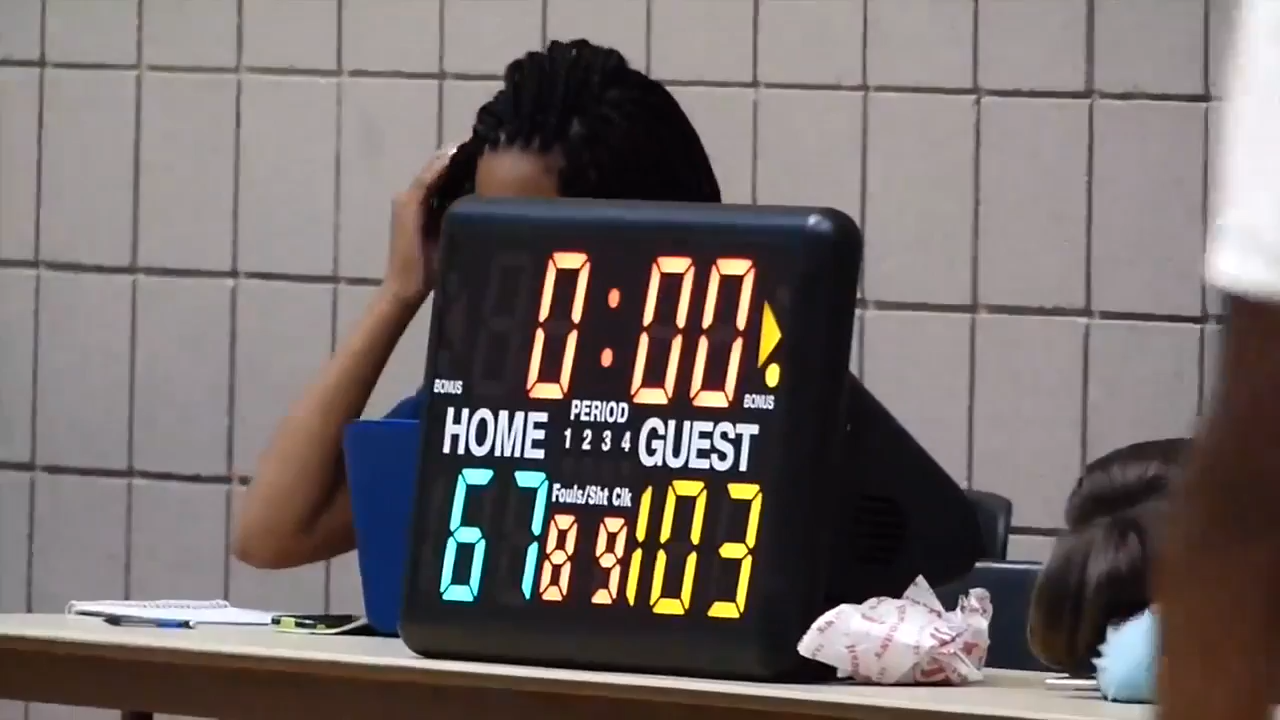 0:00
BONUS
BONUS
PERIOD
HOME 1 2 3 4 GUEST
Fouls/Sht Clk
67 8 9 103